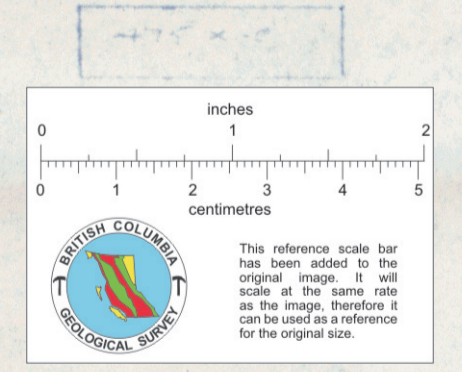 inches
0 1 2
0 1 2 3 4 5
centimetres
BRITISH COLUMBIA
GEOLOGICAL SURVEY
This reference scale bar
has been added to the
original image. It will
scale at the same rate
as the image, therefore it
can be used as a reference
for the original size.